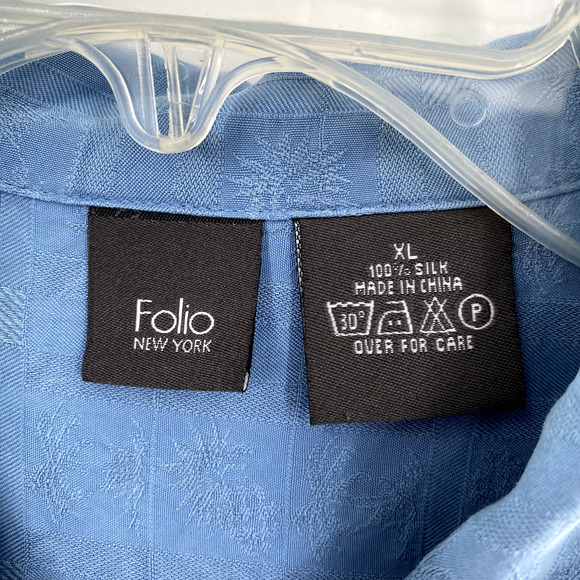 Folio
NEW YORK
XL
100% SILK
MADE IN CHINA
30° P
OVER FOR CARE